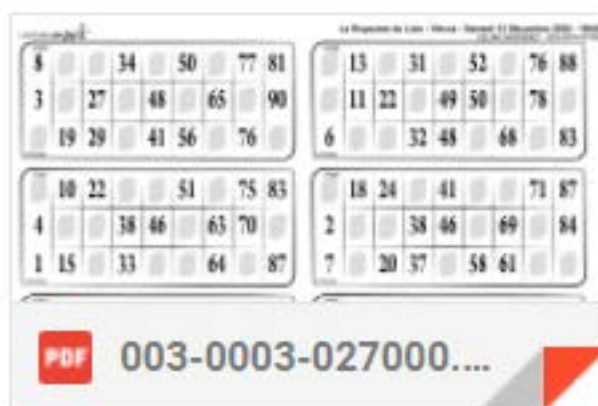 8 34 50 77 81
3 27 48 65 90
19 29 41 56 76
13 31 52 76 88
11 22 49 50 78
6 32 48 68 83
10 22 51 75 83
4 38 46 63 70
1 15 33 64 87
18 24 41 71 87
2 38 46 69 84
7 20 37 58 61
PDF 003-0003-027000....